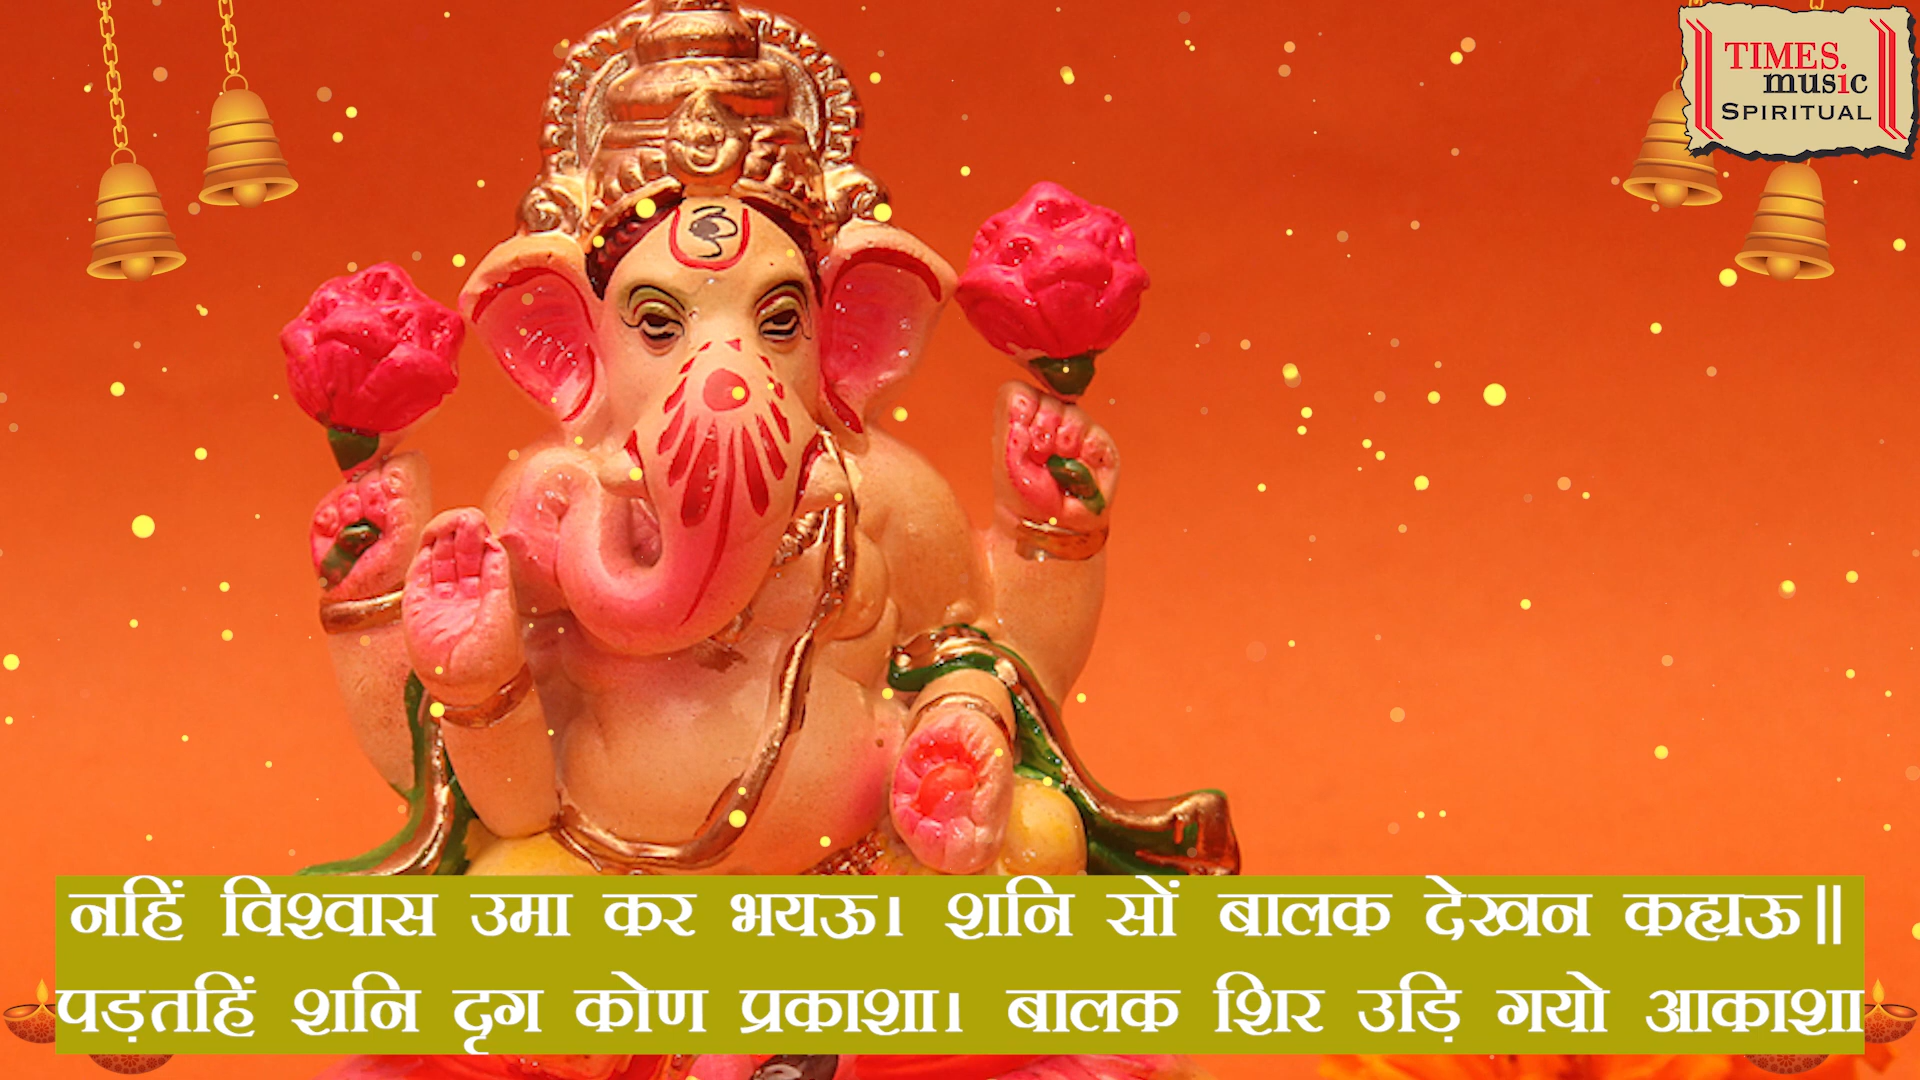 TIMES.
music
SPIRITUAL
नहिं विश्वास उमा कर भयऊ। शनि सों बालक देखन कह्यऊ॥
पड़तहिं शनि दृग कोण प्रकाशा। बालक शिर उड़ि गयो आकाशा